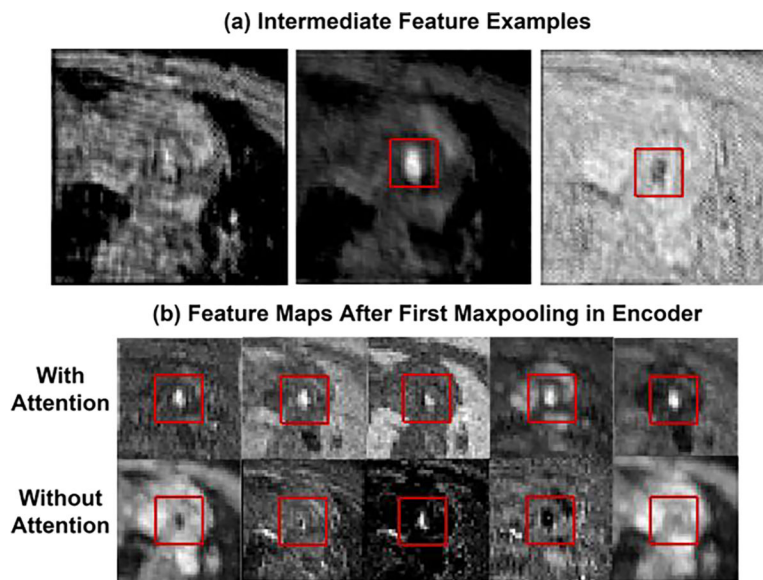 (a) Intermediate Feature Examples
(b) Feature Maps After First Maxpooling in Encoder
With
Attention
Without
Attention